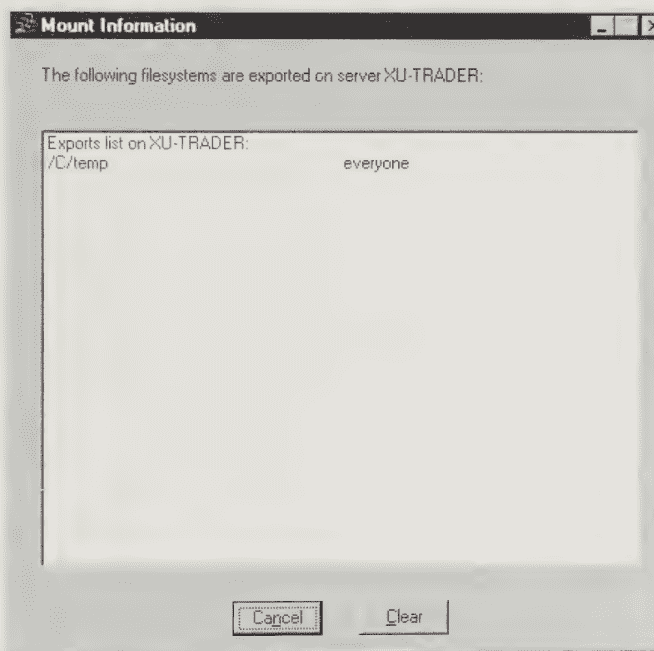 Mount Information
The following filesystems are exported on server XU-TRADER:
Exports list on XU-TRADER:
/C/temp everyone
Cancel Clear